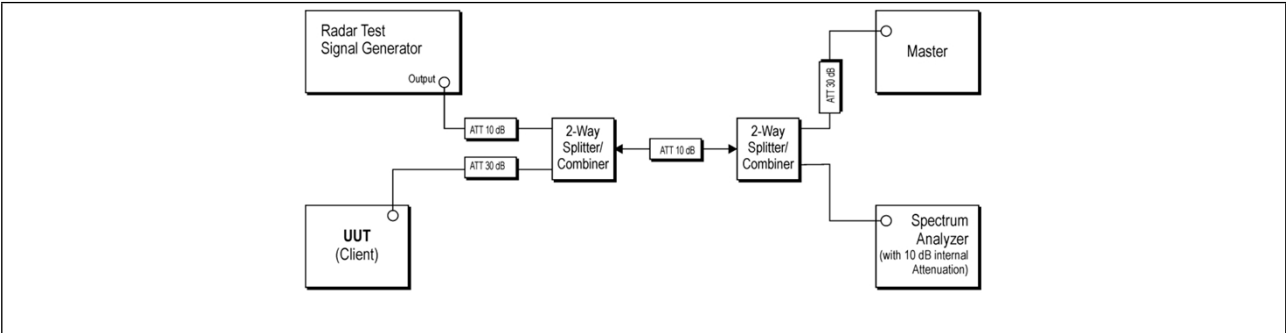 Radar Test
Signal Generator
Output
ATT 10 dB
ATT 30 dB
2-Way
Splitter/
Combiner
ATT 10 dB
2-Way
Splitter/
Combiner
ATT 30 dB
Master
UUT
(Client)
Spectrum
Analyzer
(with 10 dB internal
Attenuation)